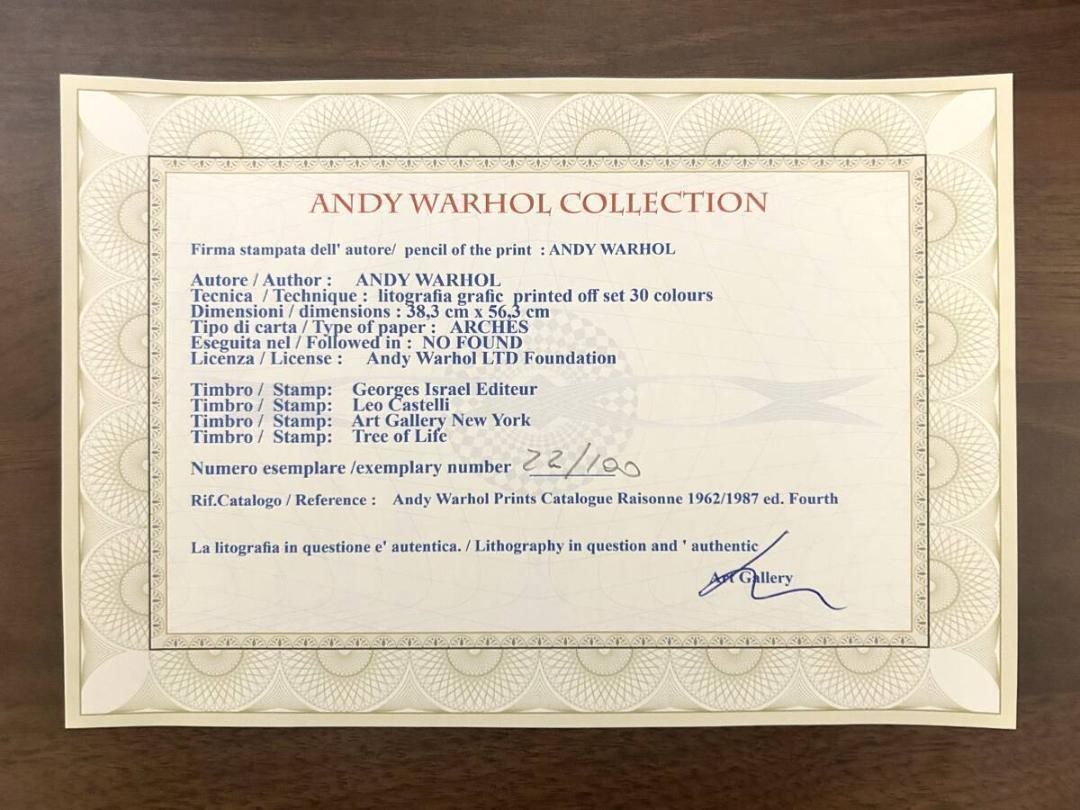 ANDY WARHOL COLLECTION
Firma stampata dell' autore/ pencil of the print : ANDY WARHOL
Autore / Author : ANDY WARHOL
Tecnica / Technique : litografia grafic printed off set 30 colours
Dimensioni / dimensions : 38,3 cm x 56,3 cm
Tipo di carta / Type of paper : ARCHES
Eseguita nel / Followed in : NO FOUND
Licenza / License : Andy Warhol LTD Foundation
Timbro / Stamp: Georges Israel Editeur
Timbro / Stamp: Leo Castelli
Timbro / Stamp: Art Gallery New York
Timbro / Stamp: Tree of Life
Numero esemplare /exemplary number 22/100
Rif.Catalogo / Reference : Andy Warhol Prints Catalogue Raisonne 1962/1987 ed. Fourth
La litografia in questione e' autentica. / Lithography in question and ' authentic
Art Gallery